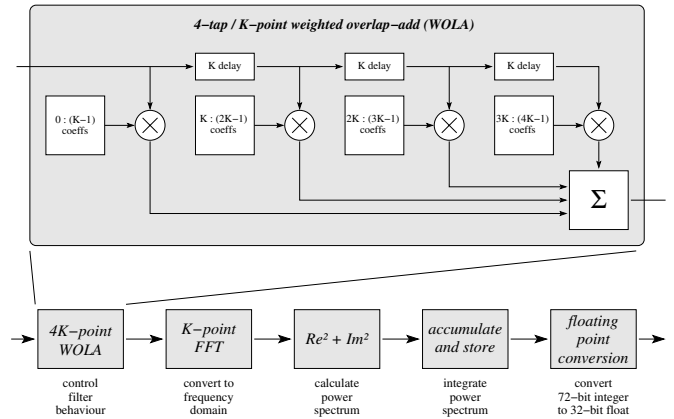 4-tap / K-point weighted overlap-add (WOLA)
K delay
K delay
K delay
0 : (K-1)
coeffs
K : (2K-1)
coeffs
2K : (3K-1)
coeffs
3K : (4K-1)
coeffs
Σ
4K-point
WOLA
K-point
FFT
Re² + Im²
accumulate
and store
floating
point
conversion
control
filter
behaviour
convert to
frequency
domain
calculate
power
spectrum
integrate
power
spectrum
convert
72-bit integer
to 32-bit float